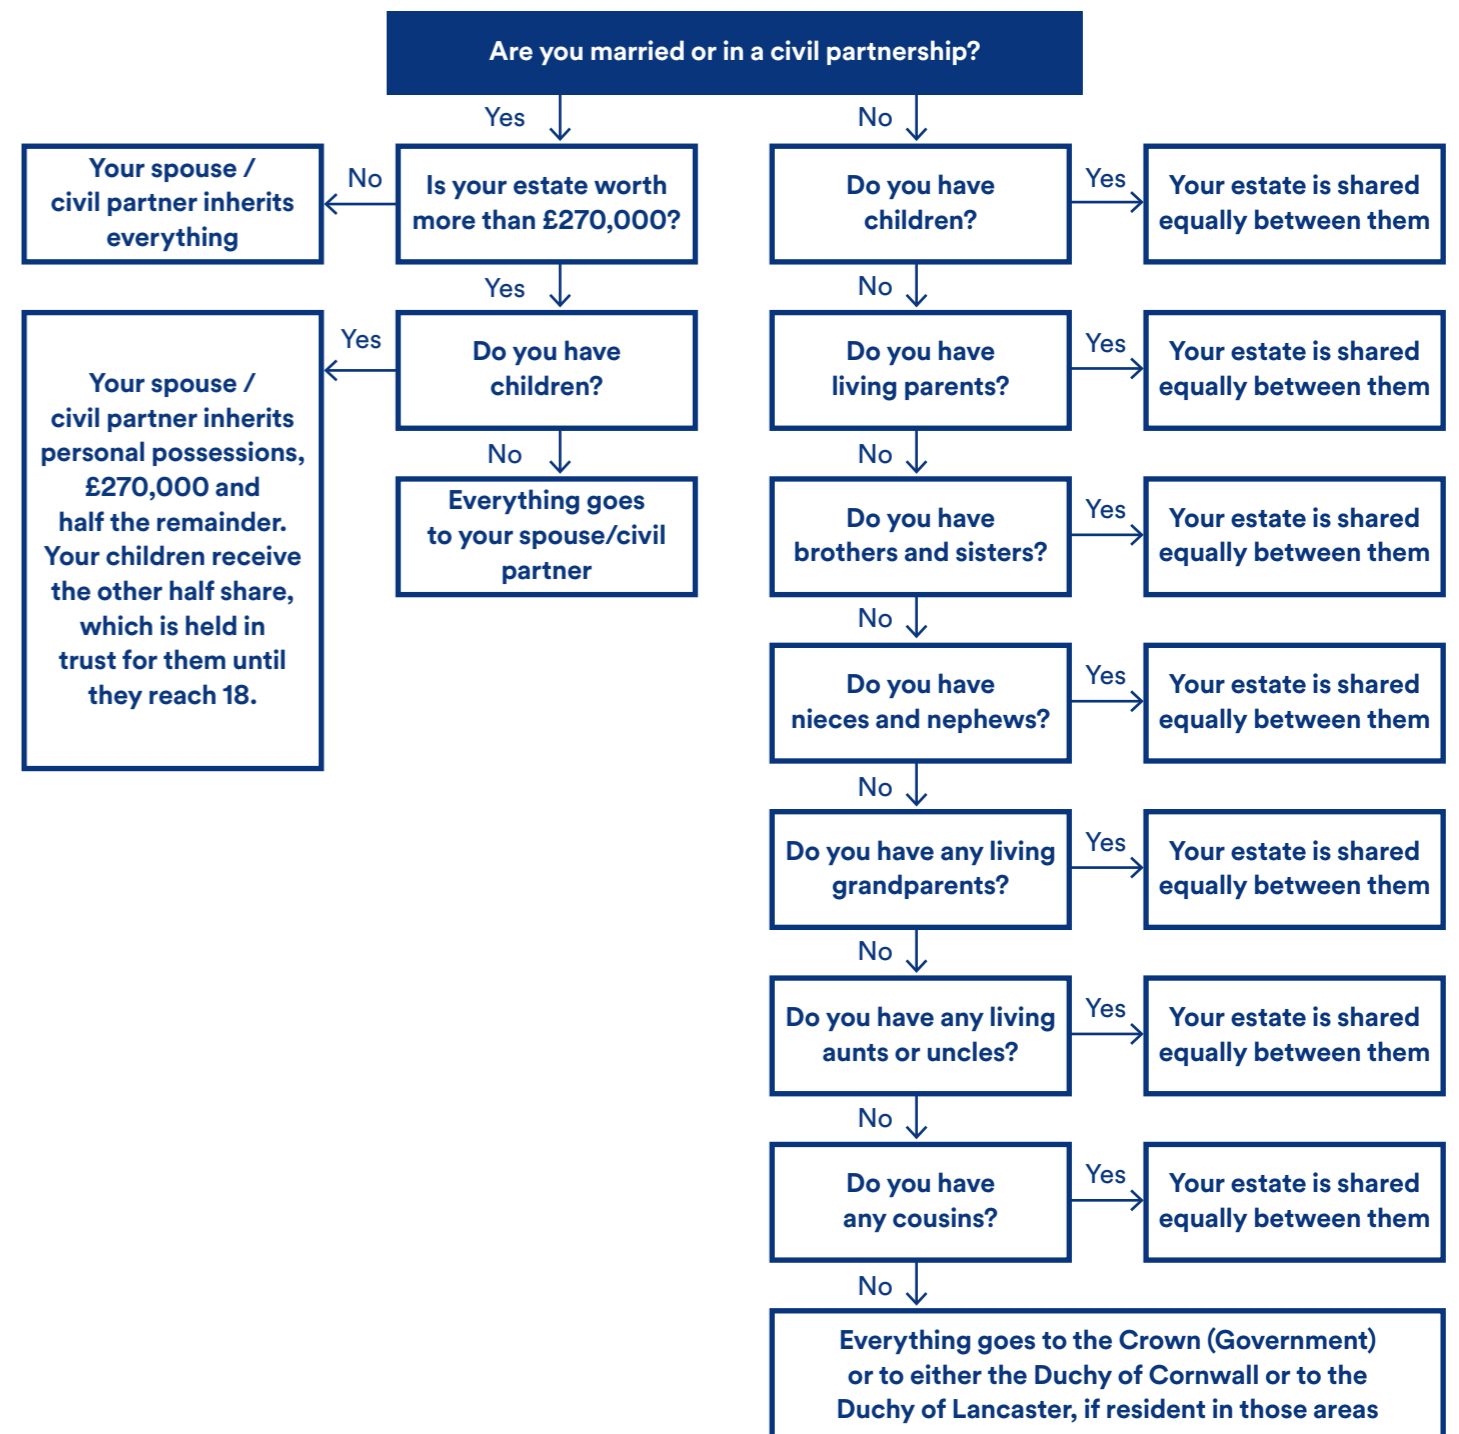 Are you married or in a civil partnership?
Yes
No
Your spouse /
civil partner inherits
everything
No
Is your estate worth
more than £270,000?
Do you have
children?
Yes
Your estate is shared
equally between them
Yes
No
Your spouse /
civil partner inherits
personal possessions,
£270,000 and
half the remainder.
Your children receive
the other half share,
which is held in
trust for them until
they reach 18.
Yes
Do you have
children?
Do you have
living parents?
Yes
Your estate is shared
equally between them
No
No
Everything goes
to your spouse/civil
partner
Do you have
brothers and sisters?
Yes
Your estate is shared
equally between them
No
Do you have
nieces and nephews?
Yes
Your estate is shared
equally between them
No
Do you have any living
grandparents?
Yes
Your estate is shared
equally between them
No
Do you have any living
aunts or uncles?
Yes
Your estate is shared
equally between them
No
Do you have
any cousins?
Yes
Your estate is shared
equally between them
No
Everything goes to the Crown (Government)
or to either the Duchy of Cornwall or to the
Duchy of Lancaster, if resident in those areas